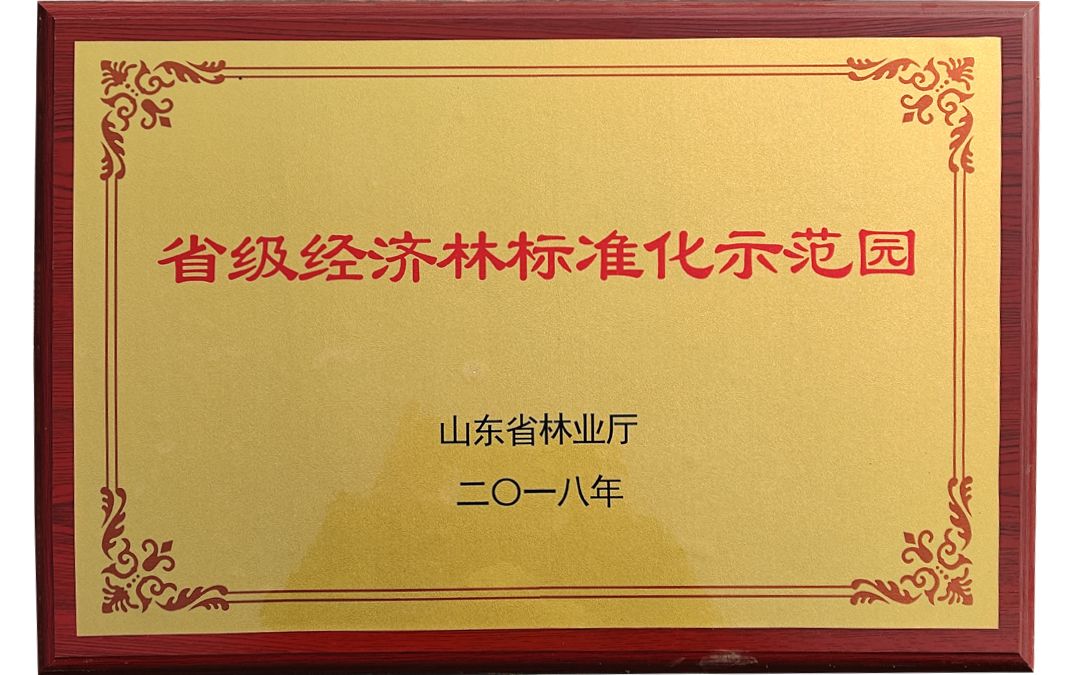 省级经济林标准化示范园
山东省林业厅
二〇一八年